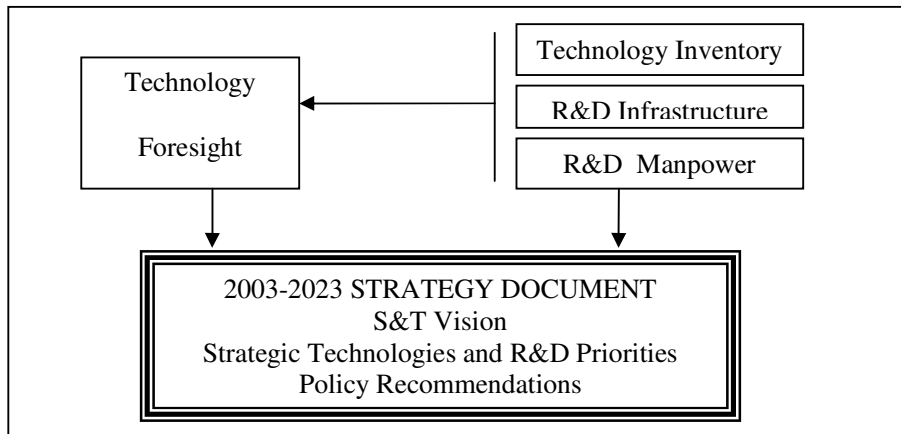 Technology
Foresight
Technology Inventory
R&D Infrastructure
R&D Manpower
2003-2023 STRATEGY DOCUMENT
S&T Vision
Strategic Technologies and R&D Priorities
Policy Recommendations